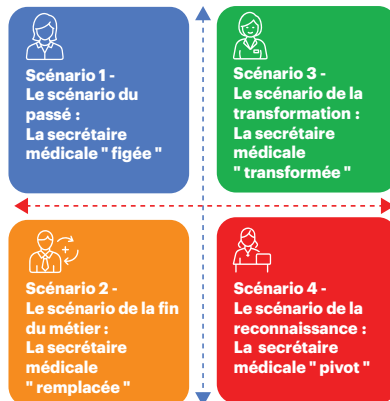 Scénario 1 -
Le scénario du
passé :
La secrétaire
médicale " figée "
Scénario 3 -
Le scénario de la
transformation :
La secrétaire
médicale
" transformée "
Scénario 2 -
Le scénario de la fin
du métier :
La secrétaire
médicale
" remplacée "
Scénario 4 -
Le scénario de la
reconnaissance :
La secrétaire
médicale " pivot "